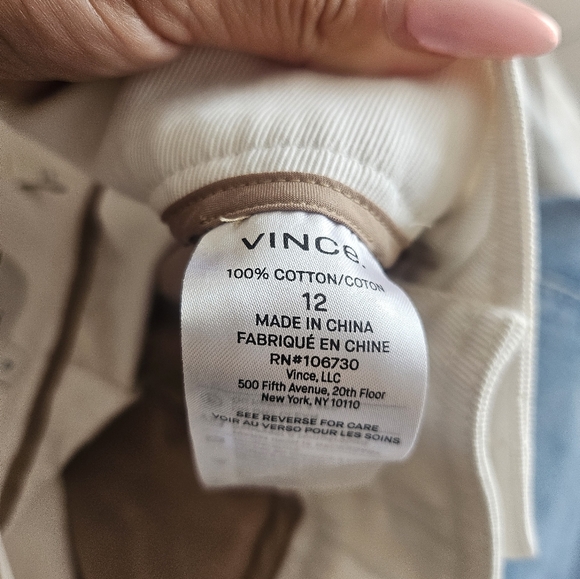 VINCe.
100% COTTON/COTON
12
MADE IN CHINA
FABRIQUÉ EN CHINE
RN#106730
Vince, LLC
500 Fifth Avenue, 20th Floor
New York, NY 10110
SEE REVERSE FOR CARE
VOIR AU VERSO POUR LES SOINS